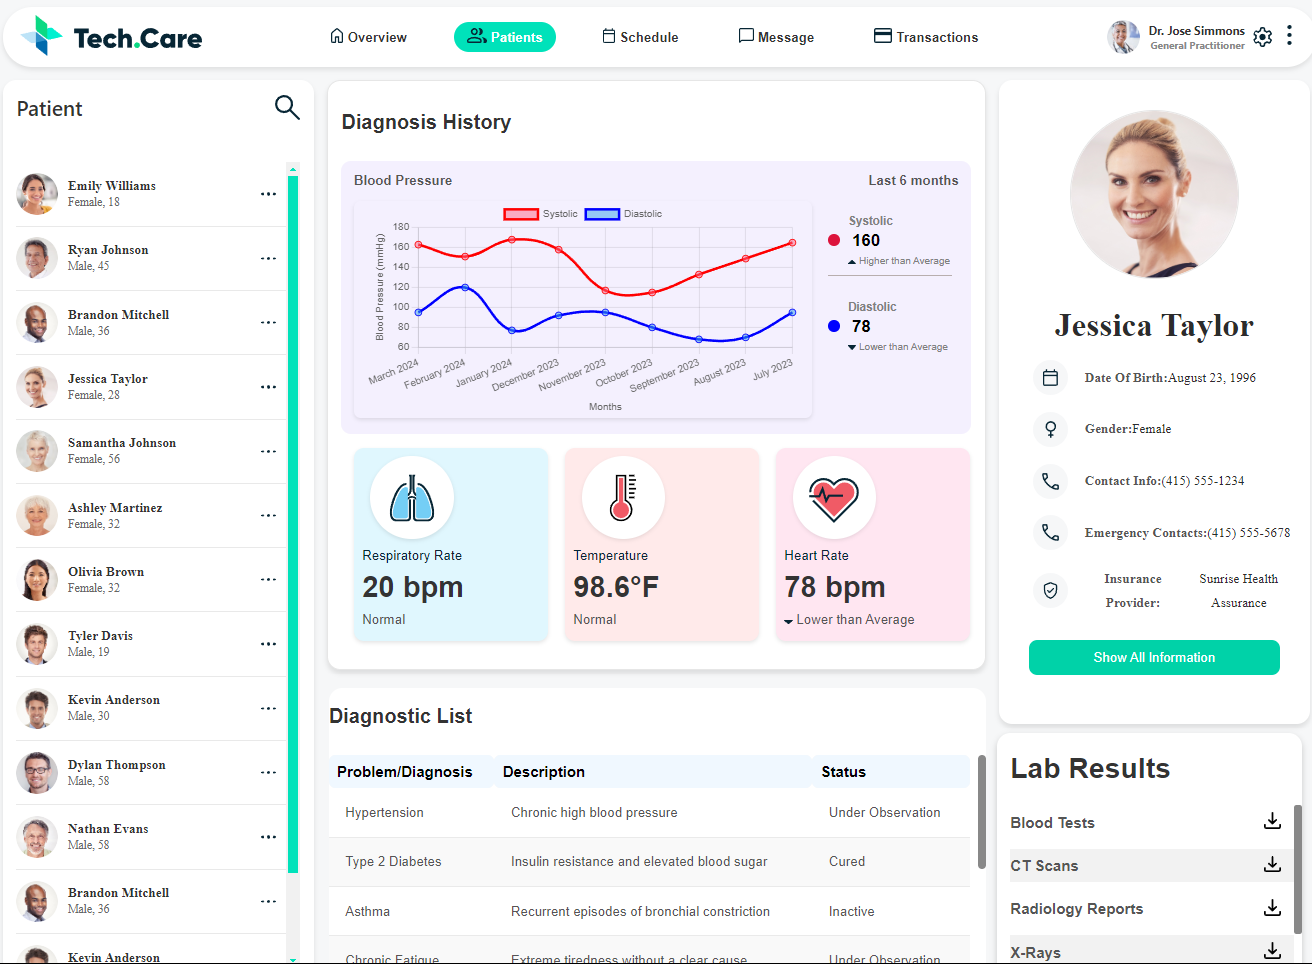 Tech.Care
Overview
Patients
Schedule
Message
Transactions
Dr. Jose Simmons
General Practitioner
Patient
Emily Williams
Female, 18
Ryan Johnson
Male, 45
Brandon Mitchell
Male, 36
Jessica Taylor
Female, 28
Samantha Johnson
Female, 56
Ashley Martinez
Female, 32
Olivia Brown
Female, 32
Tyler Davis
Male, 19
Kevin Anderson
Male, 30
Dylan Thompson
Male, 58
Nathan Evans
Male, 58
Brandon Mitchell
Male, 36
Kevin Anderson
Diagnosis History
Blood Pressure
Last 6 months
Systolic
Diastolic
180
160
140
120
100
80
60
Blood Pressure (mmHg)
March 2024
February 2024
January 2024
December 2023
November 2023
October 2023
September 2023
August 2023
July 2023
Months
Systolic
160
Higher than Average
Diastolic
78
Lower than Average
Respiratory Rate
20 bpm
Normal
Temperature
98.6°F
Normal
Heart Rate
78 bpm
Lower than Average
Diagnostic List
Problem/Diagnosis Description Status
Hypertension Chronic high blood pressure Under Observation
Type 2 Diabetes Insulin resistance and elevated blood sugar Cured
Asthma Recurrent episodes of bronchial constriction Inactive
Chronic Fatigue Extreme tiredness without a clear cause Under Observation
Jessica Taylor
Date Of Birth:August 23, 1996
Gender:Female
Contact Info:(415) 555-1234
Emergency Contacts:(415) 555-5678
Insurance Provider:
Sunrise Health Assurance
Show All Information
Lab Results
Blood Tests
CT Scans
Radiology Reports
X-Rays